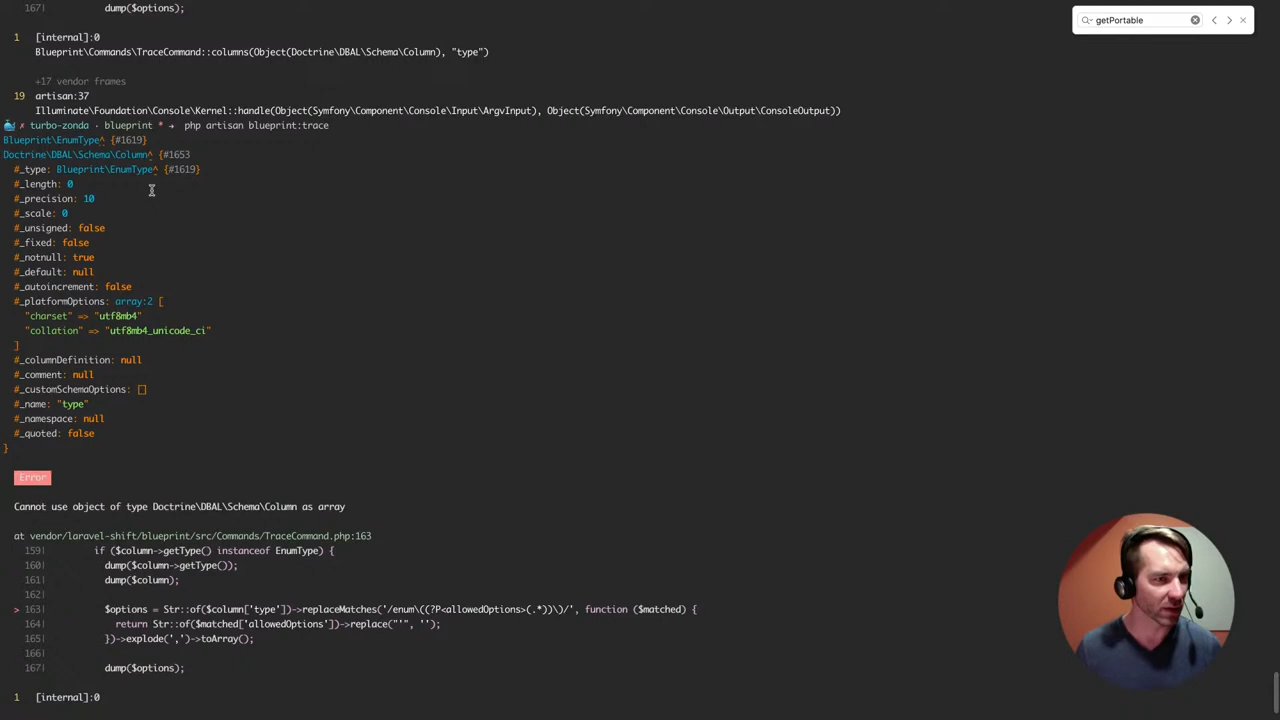 167|            dump($options);
getPortable
1   [internal]:0
Blueprint\Commands\TraceCommand::columns(Object(Doctrine\DBAL\Schema\Column), "type")
+17 vendor frames
19  artisan:37
Illuminate\Foundation\Console\Kernel::handle(Object(Symfony\Component\Console\Input\ArgvInput), Object(Symfony\Component\Console\Output\ConsoleOutput))
✗ turbo-zonda · blueprint * →  php artisan blueprint:trace
Blueprint\EnumType^ {#1619}
Doctrine\DBAL\Schema\Column^ {#1653
#_type: Blueprint\EnumType^ {#1619}
#_length: 0
#_precision: 10
#_scale: 0
#_unsigned: false
#_fixed: false
#_notnull: true
#_default: null
#_autoincrement: false
#_platformOptions: array:2 [
"charset" => "utf8mb4"
"collation" => "utf8mb4_unicode_ci"
]
#_columnDefinition: null
#_comment: null
#_customSchemaOptions: []
#_name: "type"
#_namespace: null
#_quoted: false
}
Error
Cannot use object of type Doctrine\DBAL\Schema\Column as array
at vendor/laravel-shift/blueprint/src/Commands/TraceCommand.php:163
159|         if ($column->getType() instanceof EnumType) {
160|            dump($column->getType());
161|            dump($column);
162|
> 163|            $options = Str::of($column['type'])->replaceMatches('/enum\((?P<allowedOptions>(.*))\)/', function ($matched) {
164|              return Str::of($matched['allowedOptions'])->replace("'", '');
165|            })->explode(',')->toArray();
166|
167|            dump($options);
1   [internal]:0